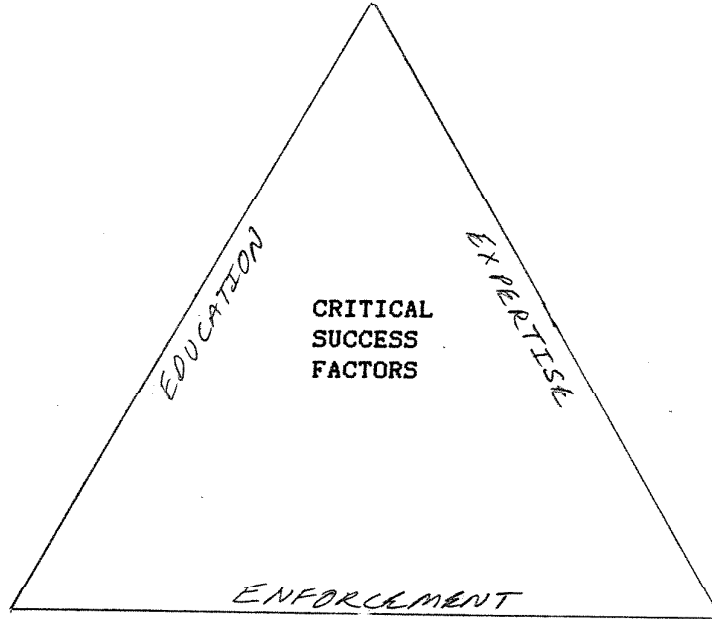 EDUCATION
EXPERTISE
CRITICAL
SUCCESS
FACTORS
ENFORCEMENT